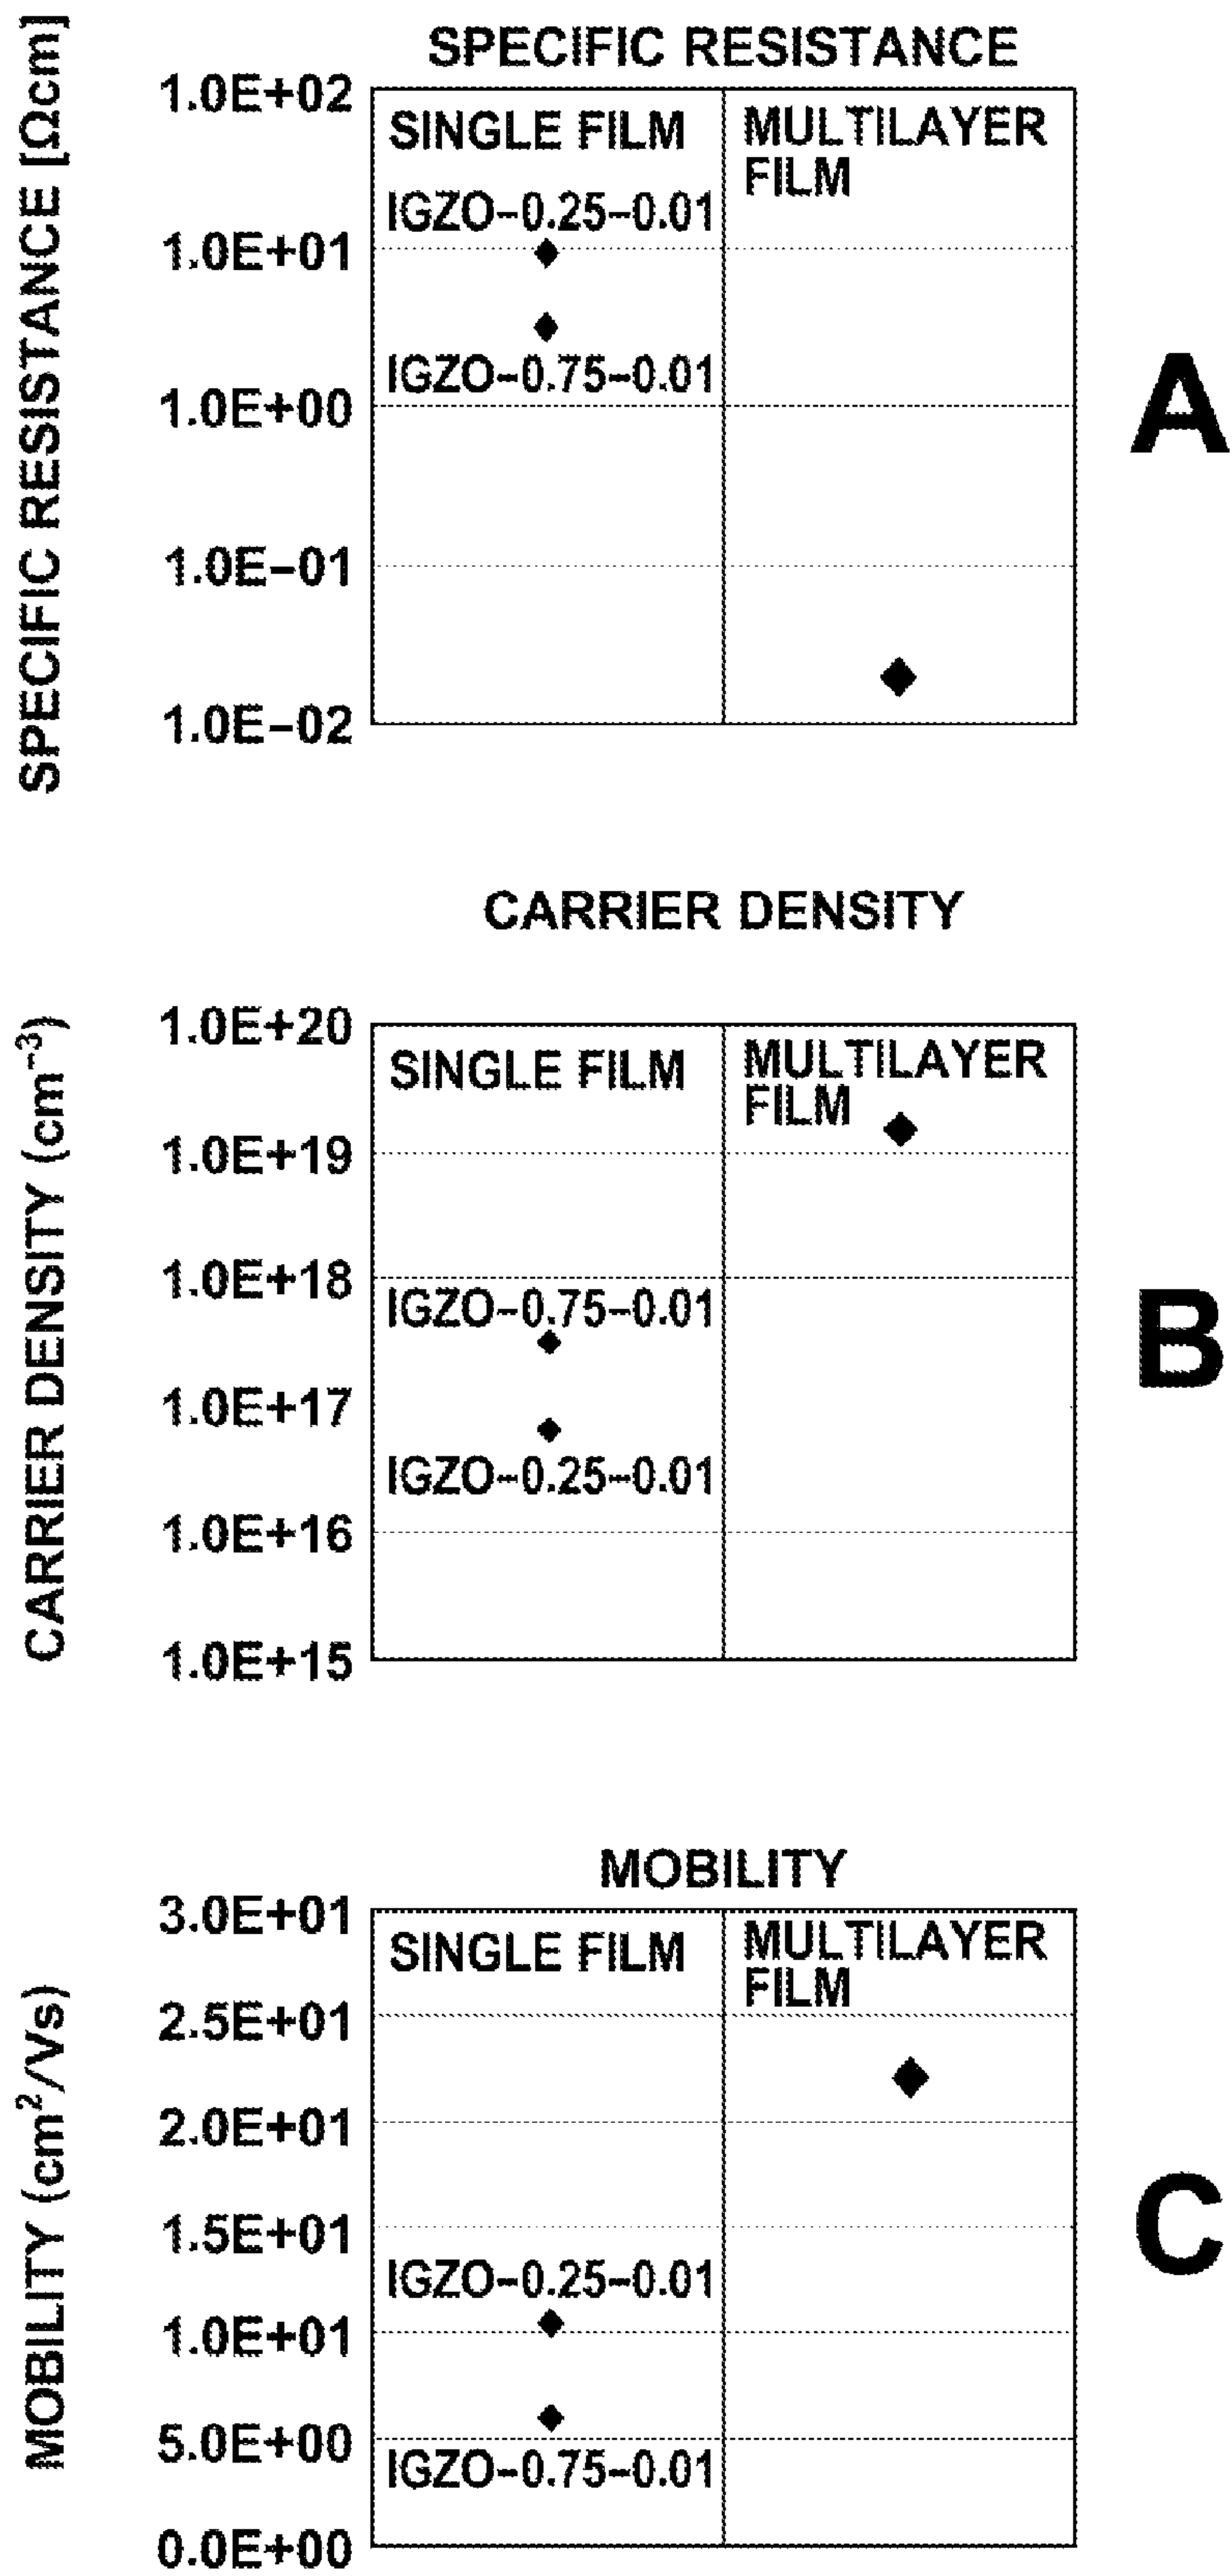 SPECIFIC RESISTANCE
SPECIFIC RESISTANCE [Ωcm]
1.0E+02
1.0E+01
1.0E+00
1.0E−01
1.0E−02
SINGLE FILM
MULTILAYER
FILM
IGZO−0.25−0.01
IGZO−0.75−0.01
A
CARRIER DENSITY
CARRIER DENSITY (cm⁻³)
1.0E+20
1.0E+19
1.0E+18
1.0E+17
1.0E+16
1.0E+15
SINGLE FILM
MULTILAYER
FILM
IGZO−0.75−0.01
IGZO−0.25−0.01
B
MOBILITY
MOBILITY (cm²/Vs)
3.0E+01
2.5E+01
2.0E+01
1.5E+01
1.0E+01
5.0E+00
0.0E+00
SINGLE FILM
MULTILAYER
FILM
IGZO−0.25−0.01
IGZO−0.75−0.01
C